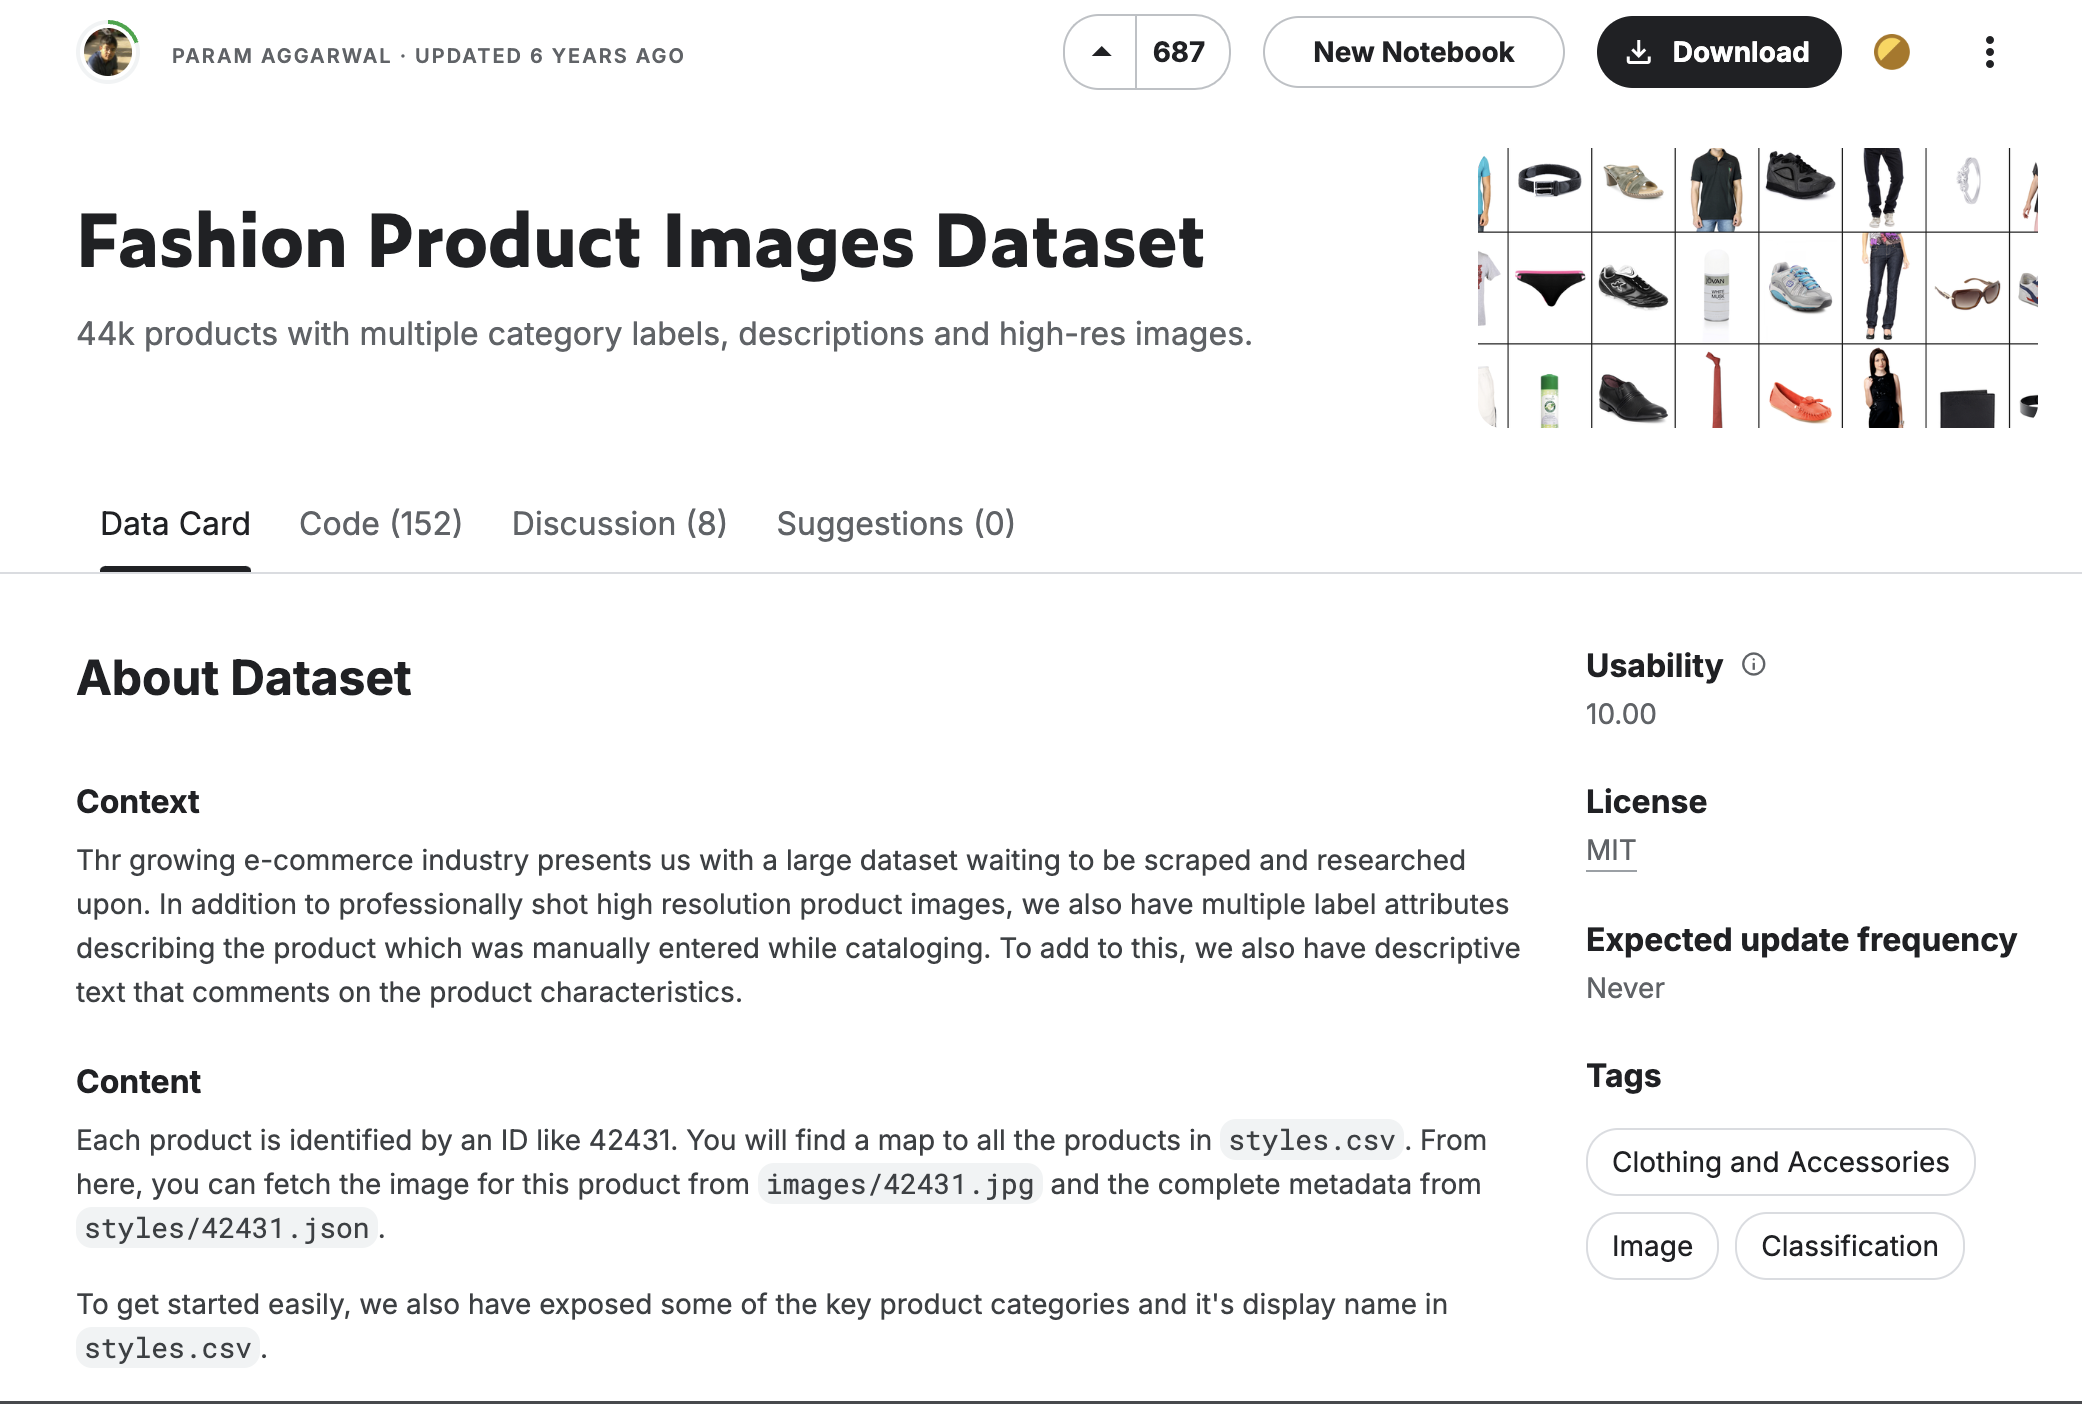 PARAM AGGARWAL · UPDATED 6 YEARS AGO
687
New Notebook
Download
Fashion Product Images Dataset
44k products with multiple category labels, descriptions and high-res images.
JOVAN
WHITE
MUSK
Data Card
Code (152)
Discussion (8)
Suggestions (0)
About Dataset
Context
Thr growing e-commerce industry presents us with a large dataset waiting to be scraped and researched
upon. In addition to professionally shot high resolution product images, we also have multiple label attributes
describing the product which was manually entered while cataloging. To add to this, we also have descriptive
text that comments on the product characteristics.
Content
Each product is identified by an ID like 42431. You will find a map to all the products in styles.csv. From
here, you can fetch the image for this product from images/42431.jpg and the complete metadata from
styles/42431.json.
To get started easily, we also have exposed some of the key product categories and it's display name in
styles.csv.
Usability
10.00
License
MIT
Expected update frequency
Never
Tags
Clothing and Accessories
Image
Classification